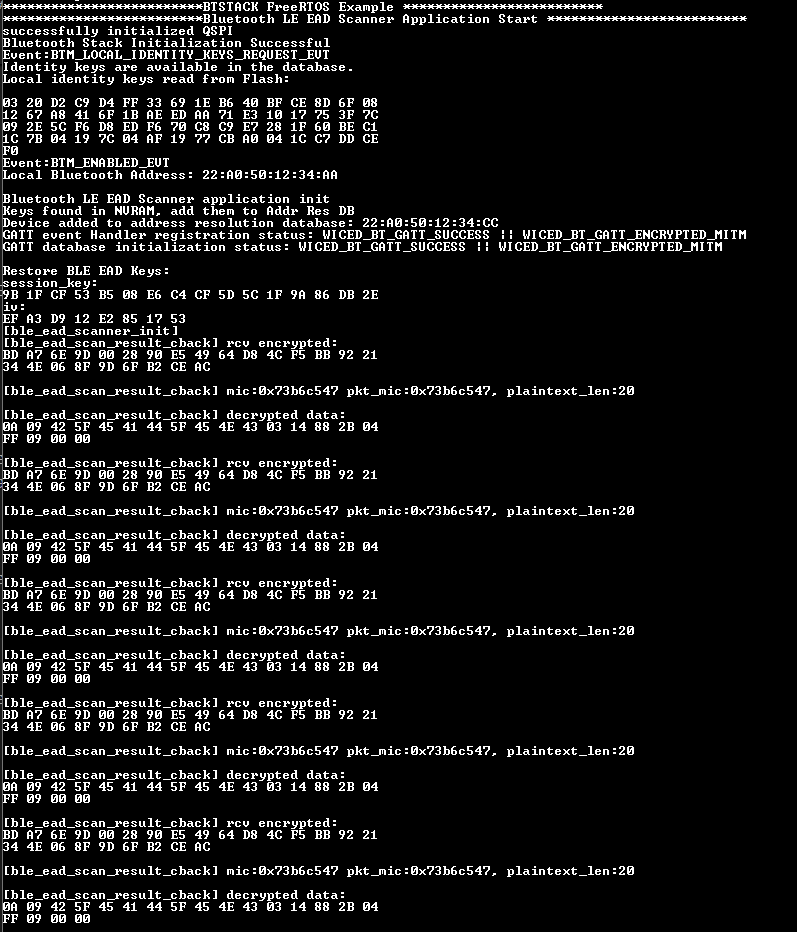 *************************BTSTACK FreeRTOS Example *************************
*************************Bluetooth LE EAD Scanner Application Start *************************
successfully initialized QSPI
Bluetooth Stack Initialization Successful
Event:BTM_LOCAL_IDENTITY_KEYS_REQUEST_EVT
Identity keys are available in the database.
Local identity keys read from Flash:
03 20 D2 C9 D4 FF 33 69 1E B6 40 BF CE 8D 6F 08
12 67 A8 41 6F 1B AE ED AA 71 E3 10 17 75 3F 7C
09 2E 5C F6 D8 ED F6 70 C8 C9 E7 28 1F 60 BE C1
1C 7B 04 19 7C 04 AF 19 77 CB A0 04 1C C7 DD CE
F0
Event:BTM_ENABLED_EVT
Local Bluetooth Address: 22:A0:50:12:34:AA
Bluetooth LE EAD Scanner application init
Keys found in NVRAM, add them to Addr Res DB
Device added to address resolution database: 22:A0:50:12:34:CC
GATT event Handler registration status: WICED_BT_GATT_SUCCESS || WICED_BT_GATT_ENCRYPTED_MITM
GATT database initialization status: WICED_BT_GATT_SUCCESS || WICED_BT_GATT_ENCRYPTED_MITM
Restore BLE EAD Keys:
session_key:
9B 1F CF 53 B5 08 E6 C4 CF 5D 5C 1F 9A 86 DB 2E
iv:
EF A3 D9 12 E2 85 17 53
[ble_ead_scanner_init]
[ble_ead_scan_result_cback] rcv encrypted:
BD A7 6E 9D 00 28 90 E5 49 64 D8 4C F5 BB 92 21
34 4E 06 8F 9D 6F B2 CE AC
[ble_ead_scan_result_cback] mic:0x73b6c547 pkt_mic:0x73b6c547, plaintext_len:20
[ble_ead_scan_result_cback] decrypted data:
0A 09 42 5F 45 41 44 5F 45 4E 43 03 14 88 2B 04
FF 09 00 00
[ble_ead_scan_result_cback] rcv encrypted:
BD A7 6E 9D 00 28 90 E5 49 64 D8 4C F5 BB 92 21
34 4E 06 8F 9D 6F B2 CE AC
[ble_ead_scan_result_cback] mic:0x73b6c547 pkt_mic:0x73b6c547, plaintext_len:20
[ble_ead_scan_result_cback] decrypted data:
0A 09 42 5F 45 41 44 5F 45 4E 43 03 14 88 2B 04
FF 09 00 00
[ble_ead_scan_result_cback] rcv encrypted:
BD A7 6E 9D 00 28 90 E5 49 64 D8 4C F5 BB 92 21
34 4E 06 8F 9D 6F B2 CE AC
[ble_ead_scan_result_cback] mic:0x73b6c547 pkt_mic:0x73b6c547, plaintext_len:20
[ble_ead_scan_result_cback] decrypted data:
0A 09 42 5F 45 41 44 5F 45 4E 43 03 14 88 2B 04
FF 09 00 00
[ble_ead_scan_result_cback] rcv encrypted:
BD A7 6E 9D 00 28 90 E5 49 64 D8 4C F5 BB 92 21
34 4E 06 8F 9D 6F B2 CE AC
[ble_ead_scan_result_cback] mic:0x73b6c547 pkt_mic:0x73b6c547, plaintext_len:20
[ble_ead_scan_result_cback] decrypted data:
0A 09 42 5F 45 41 44 5F 45 4E 43 03 14 88 2B 04
FF 09 00 00
[ble_ead_scan_result_cback] rcv encrypted:
BD A7 6E 9D 00 28 90 E5 49 64 D8 4C F5 BB 92 21
34 4E 06 8F 9D 6F B2 CE AC
[ble_ead_scan_result_cback] mic:0x73b6c547 pkt_mic:0x73b6c547, plaintext_len:20
[ble_ead_scan_result_cback] decrypted data:
0A 09 42 5F 45 41 44 5F 45 4E 43 03 14 88 2B 04
FF 09 00 00